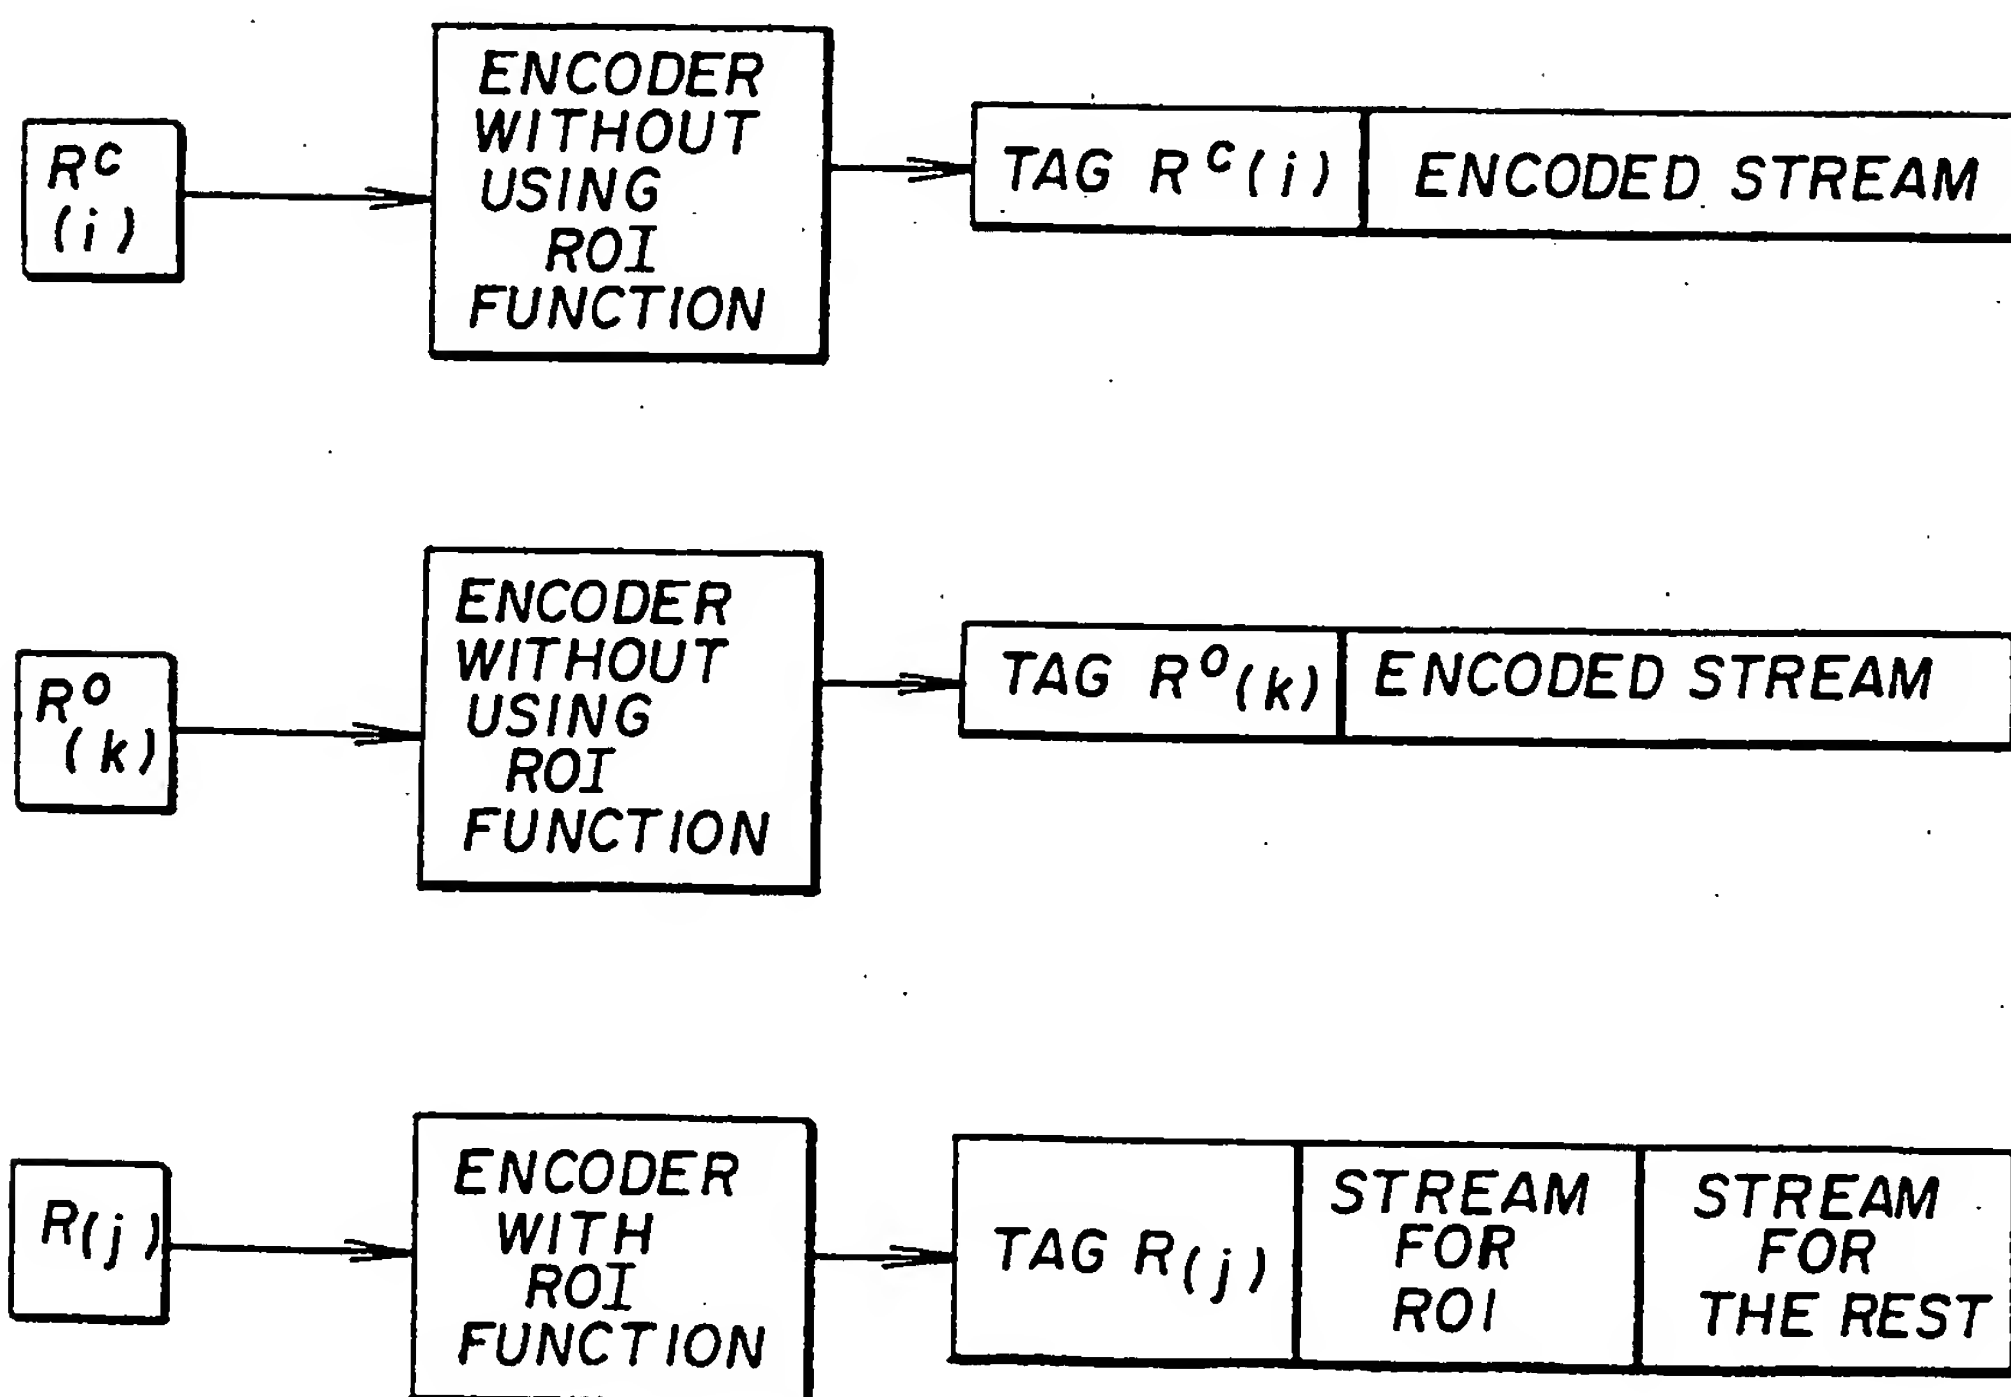 R^C
(i)
ENCODER
WITHOUT
USING
ROI
FUNCTION
TAG R^C(i)
ENCODED STREAM
R^O
(k)
ENCODER
WITHOUT
USING
ROI
FUNCTION
TAG R^O(k)
ENCODED STREAM
R(j)
ENCODER
WITH
ROI
FUNCTION
TAG R(j)
STREAM
FOR
ROI
STREAM
FOR
THE REST